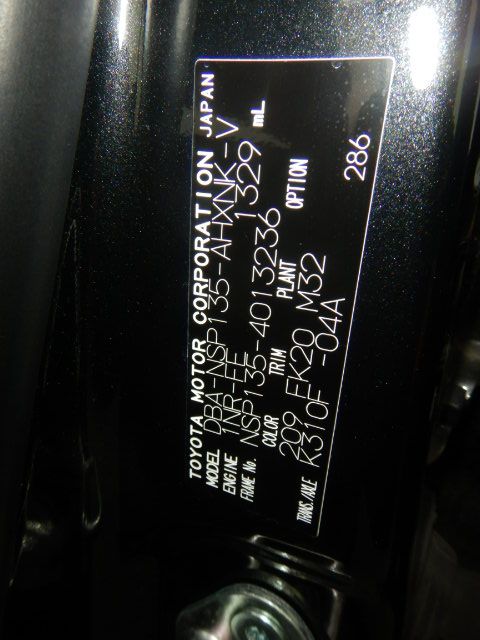 TOYOTA MOTOR CORPORATION JAPAN
MODEL DBA-NSP135-AHXNK-V
ENGINE 1NR-FE 1329 mL
FRAME No. NSP135-4013236
COLOR TRIM PLANT OPTION
209 FK20 M32 286
TRANS./AXLE K310F -04A